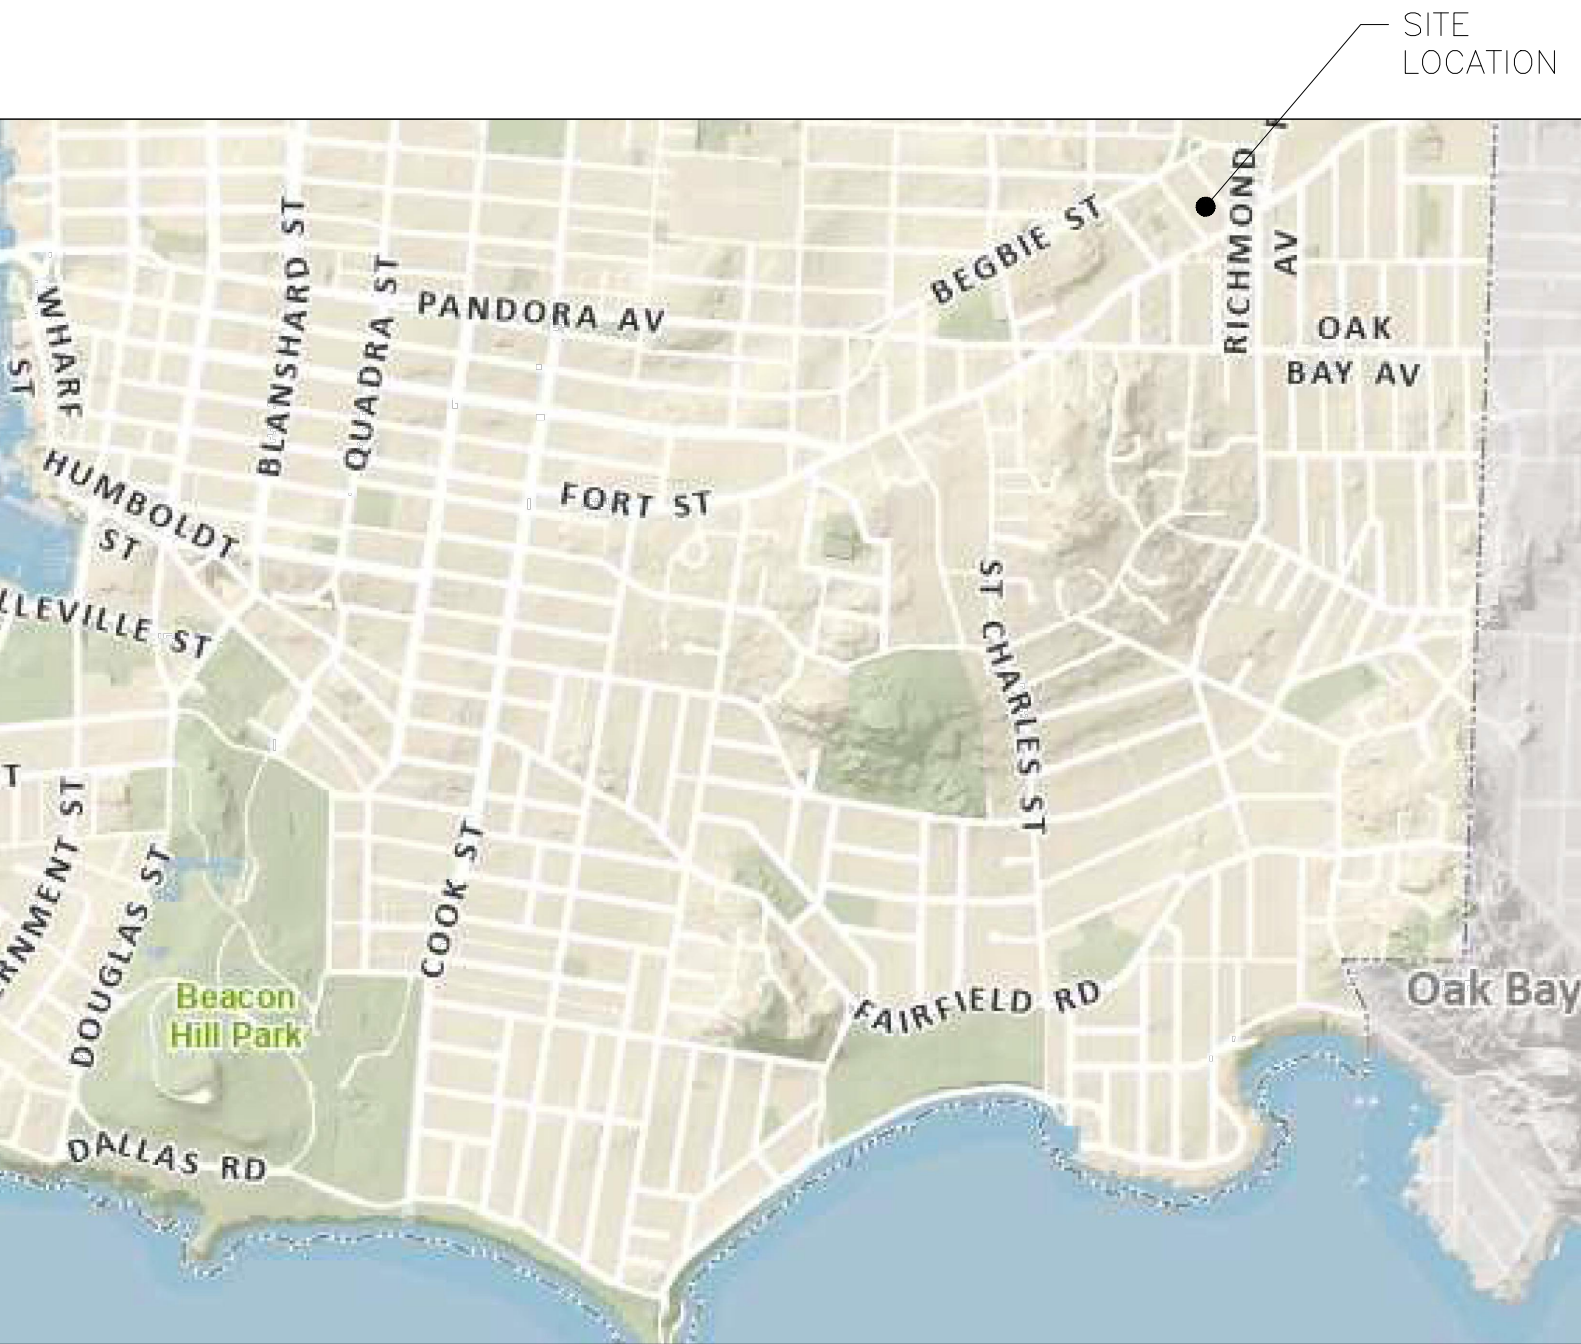 SITE
LOCATION
RICHMOND
AV
BEGBIE ST
BLANSHARD ST
QUADRA ST
PANDORA AV
WHARF
ST
OAK
BAY AV
HUMBOLDT
ST
FORT ST
LLEVILLE ST
ST CHARLES ST
T
ERNMENT ST
DOUGLAS ST
COOK ST
Beacon
Hill Park
FAIRFIELD RD
Oak Bay
DALLAS RD